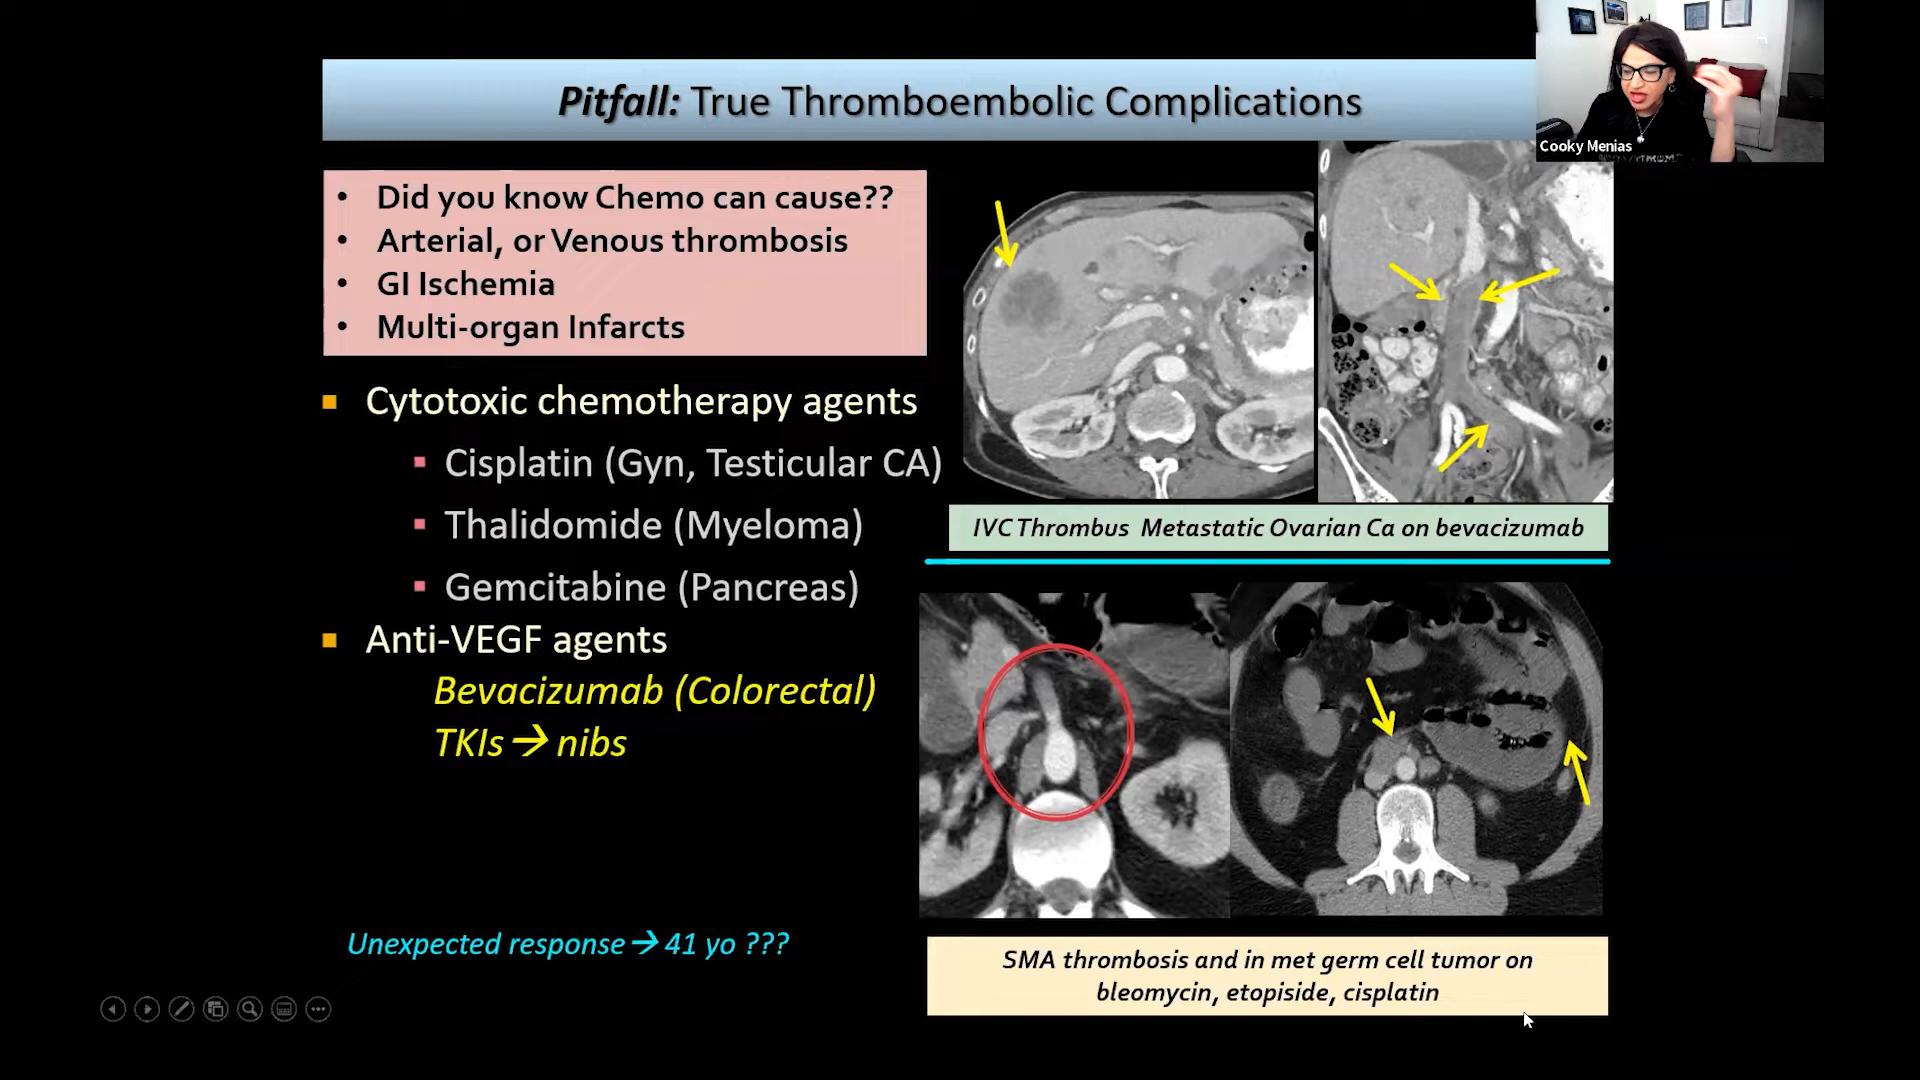 Pitfall: True Thromboembolic Complications
Cooky Menias
• Did you know Chemo can cause??
• Arterial, or Venous thrombosis
• GI Ischemia
• Multi-organ Infarcts
Cytotoxic chemotherapy agents
Cisplatin (Gyn, Testicular CA)
Thalidomide (Myeloma)
Gemcitabine (Pancreas)
Anti-VEGF agents
Bevacizumab (Colorectal)
TKIs → nibs
Unexpected response → 41 yo ???
IVC Thrombus Metastatic Ovarian Ca on bevacizumab
SMA thrombosis and in met germ cell tumor on
bleomycin, etopiside, cisplatin